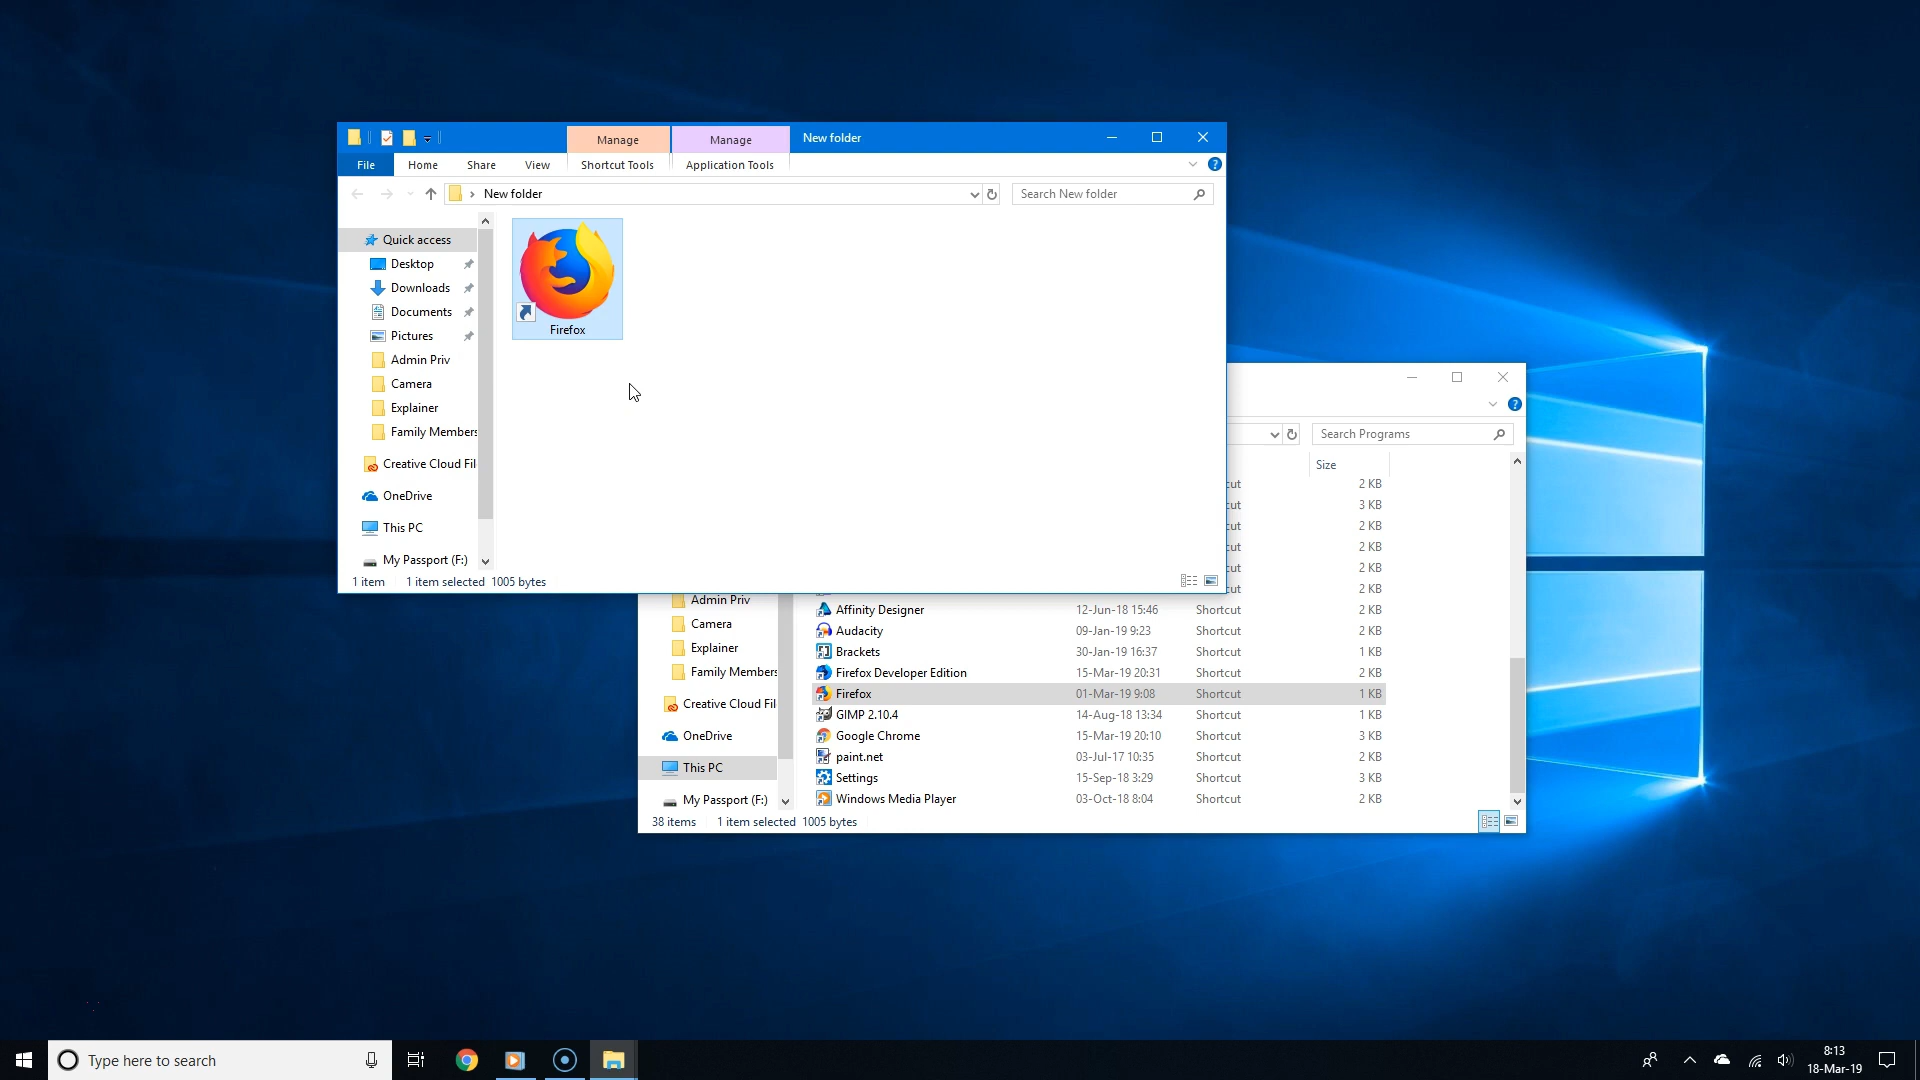 Manage
Manage
New folder
File
Home
Share
View
Shortcut Tools
Application Tools
?
New folder
Search New folder
Quick access
Desktop
Downloads
Documents
Pictures
Admin Priv
Camera
Explainer
Family Members
Creative Cloud Fil
OneDrive
This PC
My Passport (F:)
Firefox
1 item 1 item selected 1005 bytes
?
Search Programs
Size
cut 2 KB
cut 3 KB
cut 2 KB
cut 2 KB
cut 2 KB
cut 2 KB
Admin Priv
Camera
Explainer
Family Members
Creative Cloud Fil
OneDrive
This PC
My Passport (F:)
Affinity Designer 12-Jun-18 15:46 Shortcut 2 KB
Audacity 09-Jan-19 9:23 Shortcut 2 KB
Brackets 30-Jan-19 16:37 Shortcut 1 KB
Firefox Developer Edition 15-Mar-19 20:31 Shortcut 2 KB
Firefox 01-Mar-19 9:08 Shortcut 1 KB
GIMP 2.10.4 14-Aug-18 13:34 Shortcut 1 KB
Google Chrome 15-Mar-19 20:10 Shortcut 3 KB
paint.net 03-Jul-17 10:35 Shortcut 2 KB
Settings 15-Sep-18 3:29 Shortcut 3 KB
Windows Media Player 03-Oct-18 8:04 Shortcut 2 KB
38 items 1 item selected 1005 bytes
Type here to search
8:13
18-Mar-19